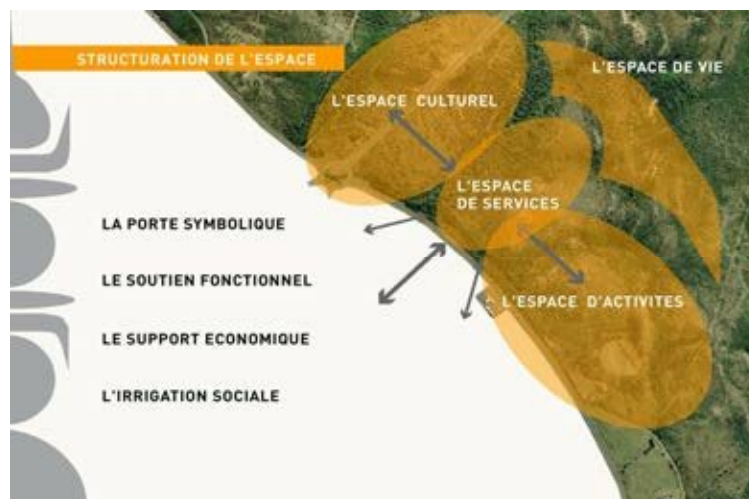 STRUCTURATION DE L'ESPACE
L'ESPACE DE VIE
L'ESPACE CULTUREL
L'ESPACE
DE SERVICES
LA PORTE SYMBOLIQUE
LE SOUTIEN FONCTIONNEL
L'ESPACE D'ACTIVITES
LE SUPPORT ECONOMIQUE
L'IRRIGATION SOCIALE